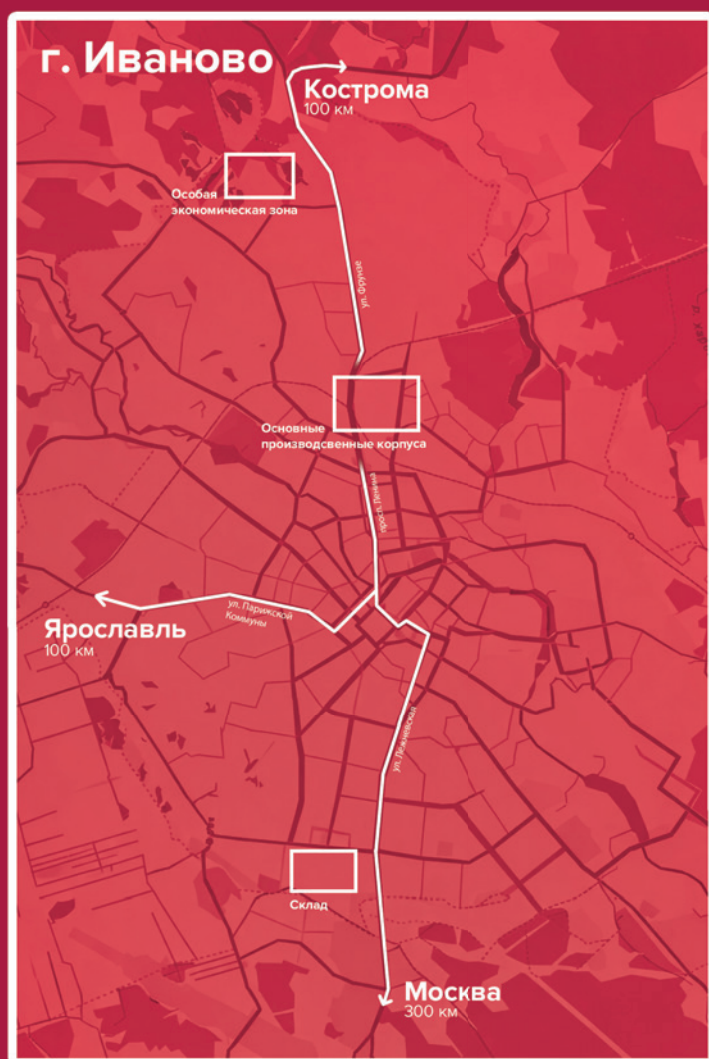 г. Иваново
Кострома
100 км
Особая
экономическая зона
ул. Фрунзе
Основные
производсвенные корпуса
просп. Ленина
ул. Парижской
Коммуны
Ярославль
100 км
ул. Лежневская
Склад
Москва
300 км